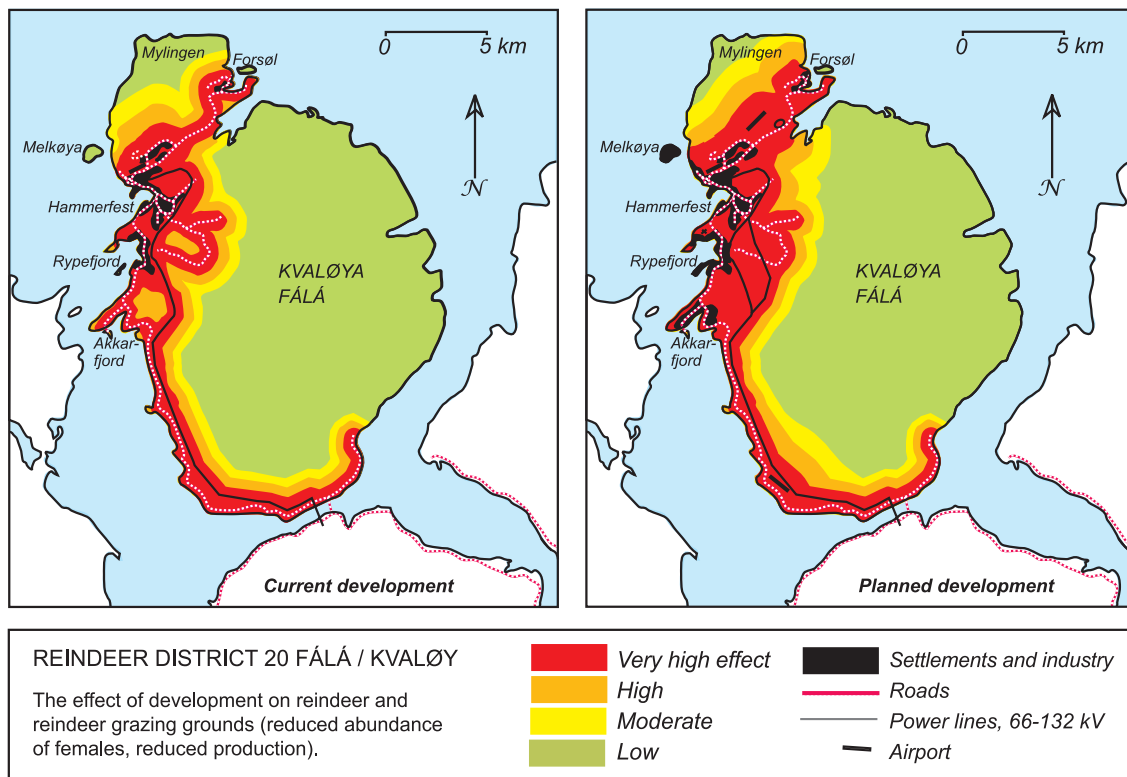 Mylingen
Forsøl
0 5 km
Melkøya
N
Hammerfest
Rypefjord
KVALØYA
FÁLÁ
Akkar-
fjord
Current development
Mylingen
Forsøl
0 5 km
Melkøya
N
Hammerfest
Rypefjord
KVALØYA
FÁLÁ
Akkar-
fjord
Planned development
REINDEER DISTRICT 20 FÁLÁ / KVALØY
The effect of development on reindeer and
reindeer grazing grounds (reduced abundance
of females, reduced production).
Very high effect
High
Moderate
Low
Settlements and industry
Roads
Power lines, 66-132 kV
Airport